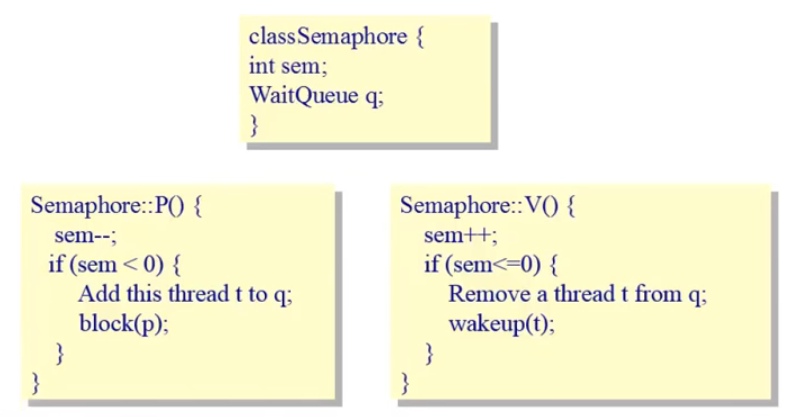 classSemaphore {
int sem;
WaitQueue q;
}
Semaphore::P() {
sem--;
if (sem < 0) {
Add this thread t to q;
block(p);
}
}
Semaphore::V() {
sem++;
if (sem<=0) {
Remove a thread t from q;
wakeup(t);
}
}